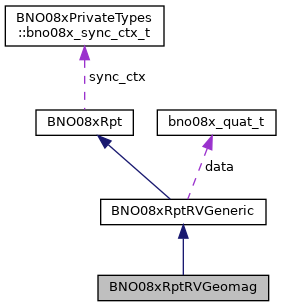 BNO08xPrivateTypes
::bno08x_sync_ctx_t
sync_ctx
BNO08xRpt
bno08x_quat_t
data
BNO08xRptRVGeneric
BNO08xRptRVGeomag